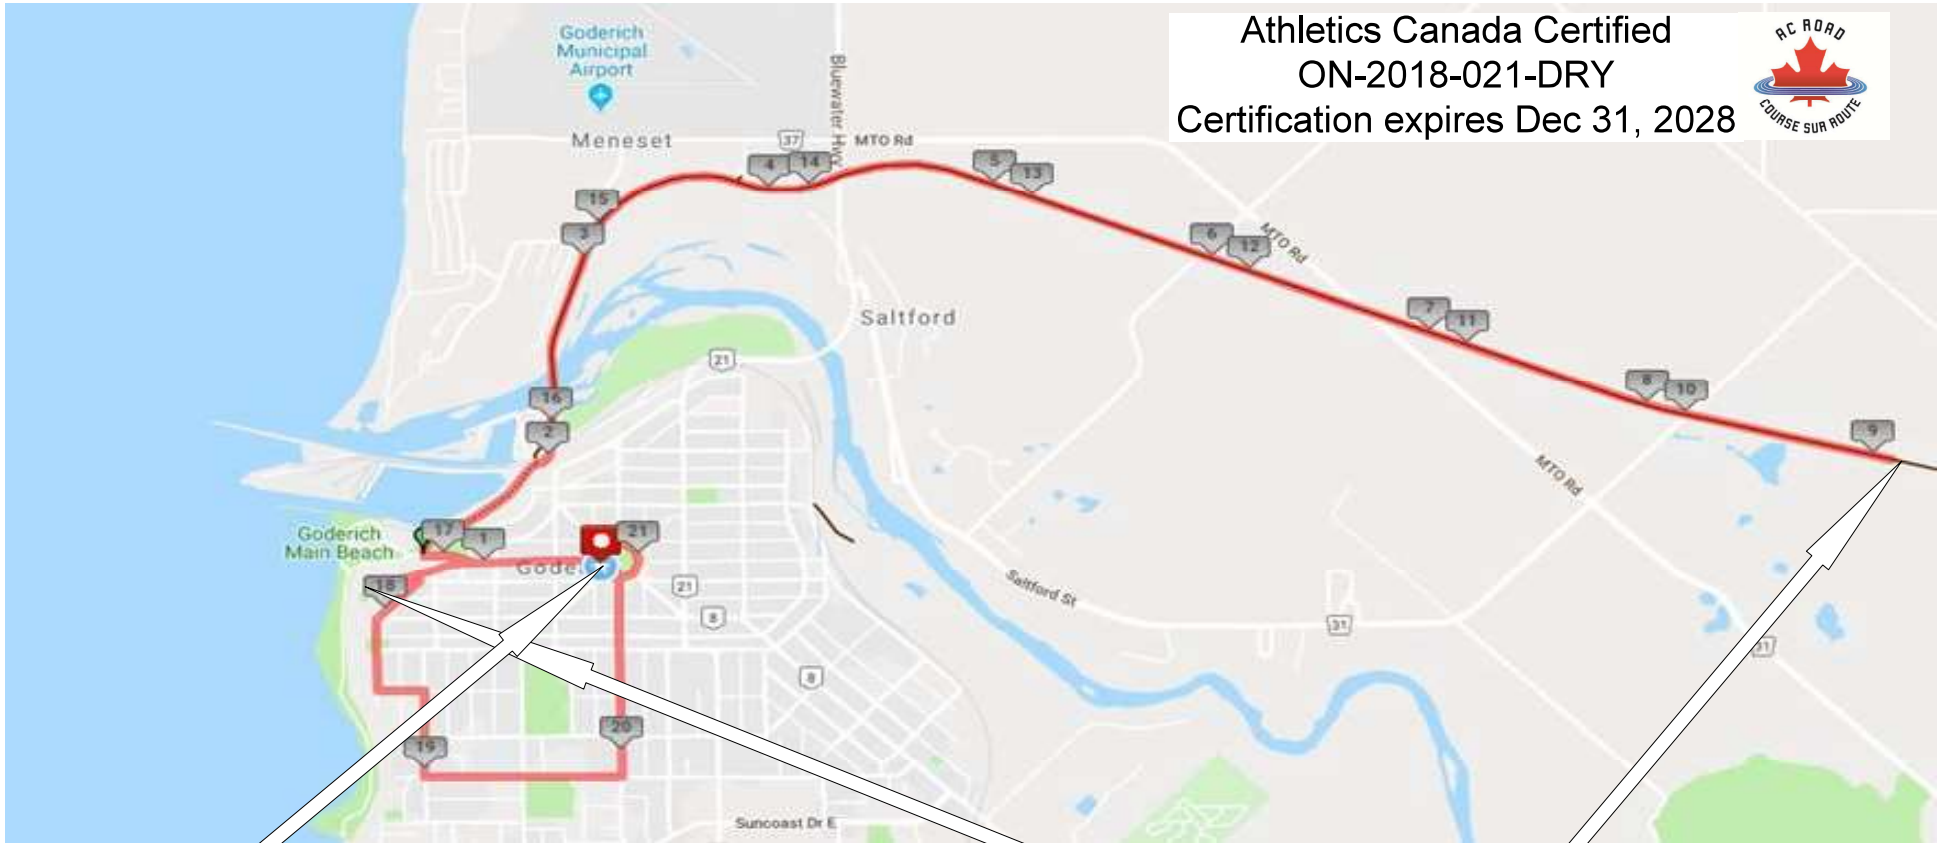 Athletics Canada Certified
ON-2018-021-DRY
Certification expires Dec 31, 2028
AC ROAD
COURSE SUR ROUTE
Goderich
Municipal
Airport
Bluewater Hwy
Meneset
37
MTO Rd
4
14
5
13
15
3
6
12
MTO Rd
7
11
Saltford
21
8
10
16
2
9
MTO Rd
Goderich
Main Beach
17
1
21
Gode
18
21
8
Saltford St
31
31
8
20
19
Suncoast Dr E